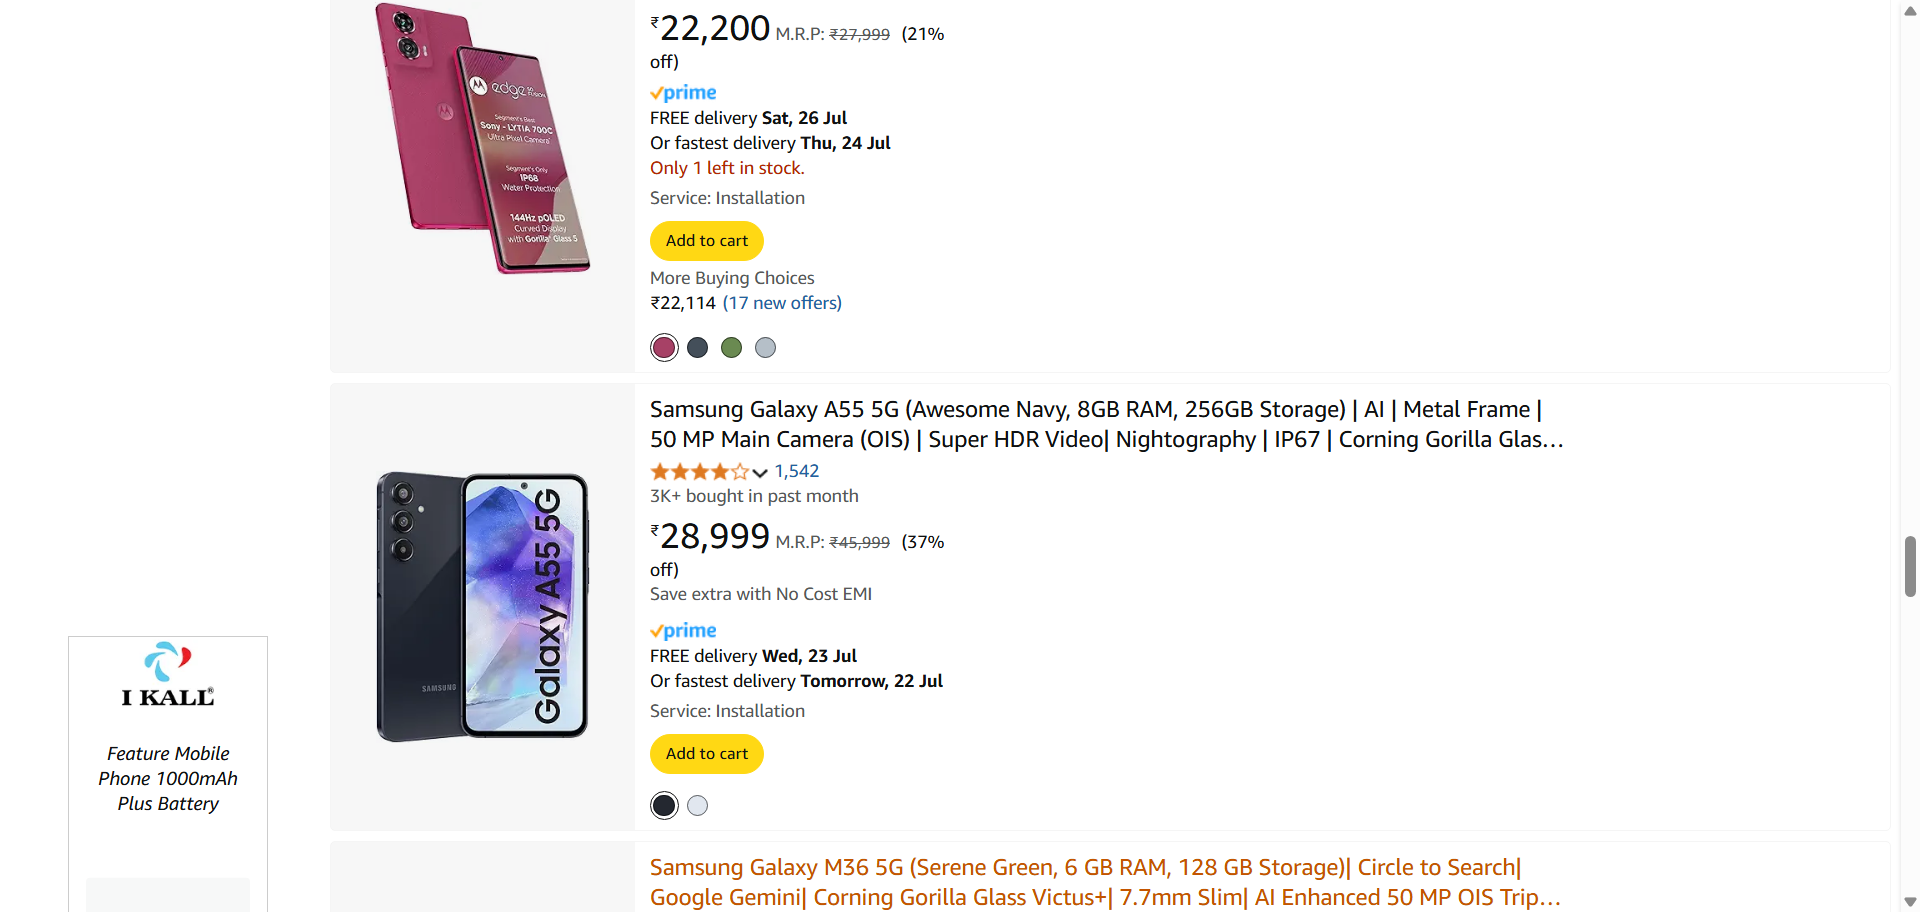 ₹22,200 M.R.P: ₹27,999 (21%
off)
prime
FREE delivery Sat, 26 Jul
Or fastest delivery Thu, 24 Jul
Only 1 left in stock.
Service: Installation
Add to cart
More Buying Choices
₹22,114 (17 new offers)
edge 50
FUSION
Segment's Best
Sony - LYTIA 700C
Ultra Pixel Camera
Segment's Only
IP68
Water Protection
144Hz pOLED
Curved Display
with Gorilla Glass 5
Samsung Galaxy A55 5G (Awesome Navy, 8GB RAM, 256GB Storage) | AI | Metal Frame |
50 MP Main Camera (OIS) | Super HDR Video| Nightography | IP67 | Corning Gorilla Glas…
1,542
3K+ bought in past month
₹28,999 M.R.P: ₹45,999 (37%
off)
Save extra with No Cost EMI
prime
FREE delivery Wed, 23 Jul
Or fastest delivery Tomorrow, 22 Jul
Service: Installation
Add to cart
SAMSUNG
Galaxy A55 5G
I KALL®
Feature Mobile
Phone 1000mAh
Plus Battery
Samsung Galaxy M36 5G (Serene Green, 6 GB RAM, 128 GB Storage)| Circle to Search|
Google Gemini| Corning Gorilla Glass Victus+| 7.7mm Slim| AI Enhanced 50 MP OIS Trip…